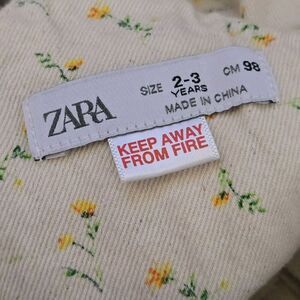 ZARA
SIZE 2-3 YEARS CM 98
MADE IN CHINA
KEEP AWAY
FROM FIRE